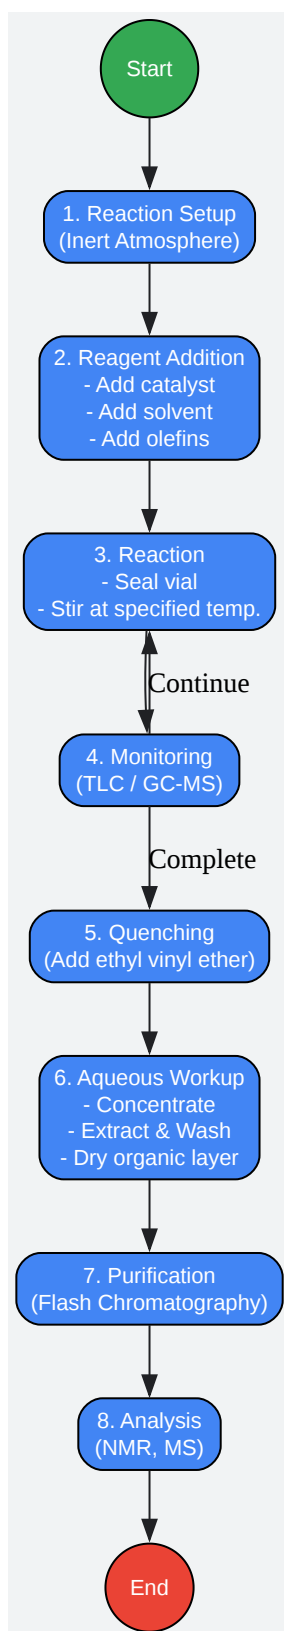 Start
1. Reaction Setup
(Inert Atmosphere)
2. Reagent Addition
- Add catalyst
- Add solvent
- Add olefins
3. Reaction
- Seal vial
- Stir at specified temp.
Continue
4. Monitoring
(TLC / GC-MS)
Complete
5. Quenching
(Add ethyl vinyl ether)
6. Aqueous Workup
- Concentrate
- Extract & Wash
- Dry organic layer
7. Purification
(Flash Chromatography)
8. Analysis
(NMR, MS)
End